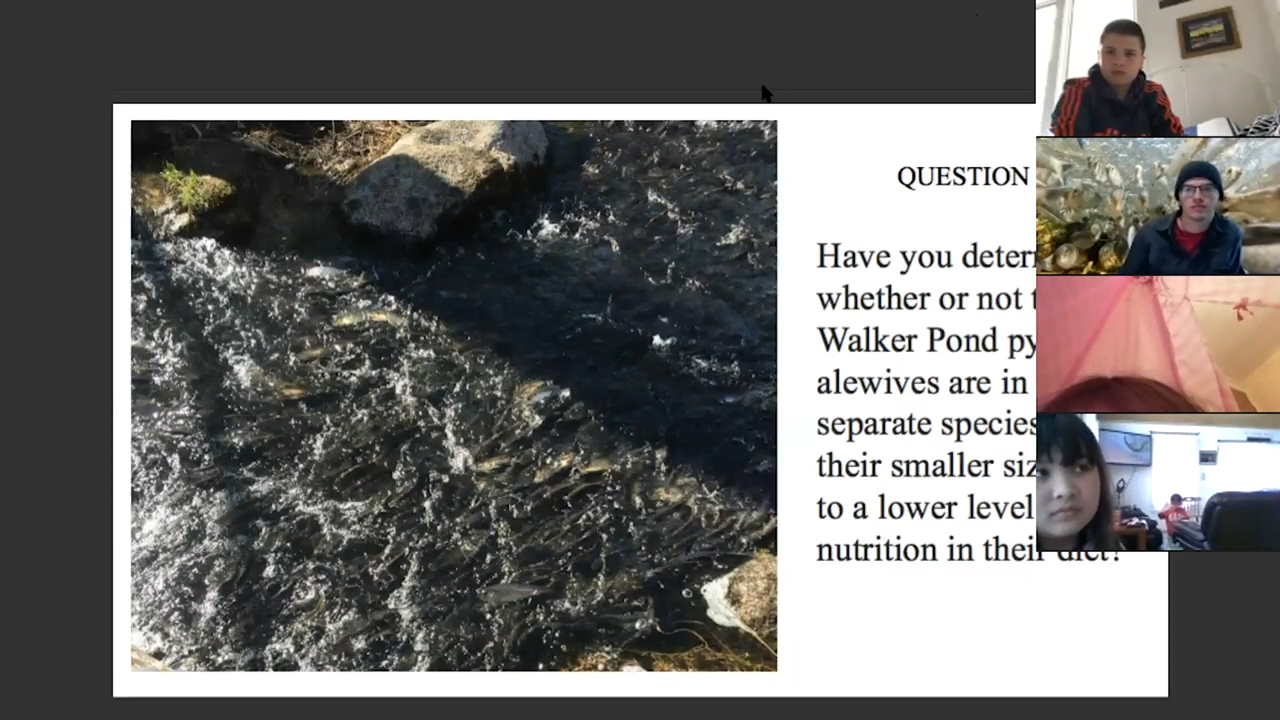 QUESTION
Have you deter
whether or not
Walker Pond py
alewives are in
separate species
their smaller siz
to a lower level
nutrition in their diet?